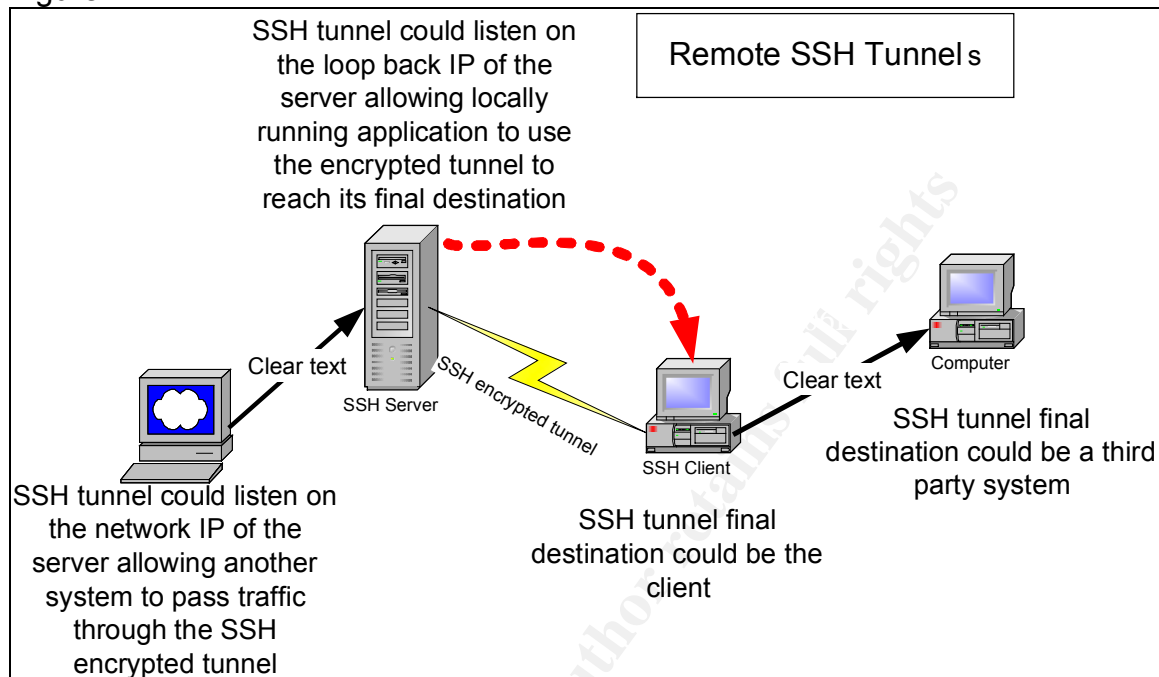 SSH tunnel could listen on
the loop back IP of the
server allowing locally
running application to use
the encrypted tunnel to
reach its final destination
Remote SSH Tunnels
Clear text
SSH Server
SSH encrypted tunnel
SSH Client
Clear text
Computer
SSH tunnel could listen on
the network IP of the
server allowing another
system to pass traffic
through the SSH
encrypted tunnel
SSH tunnel final
destination could be the
client
SSH tunnel final
destination could be a third
party system
author retains full rights